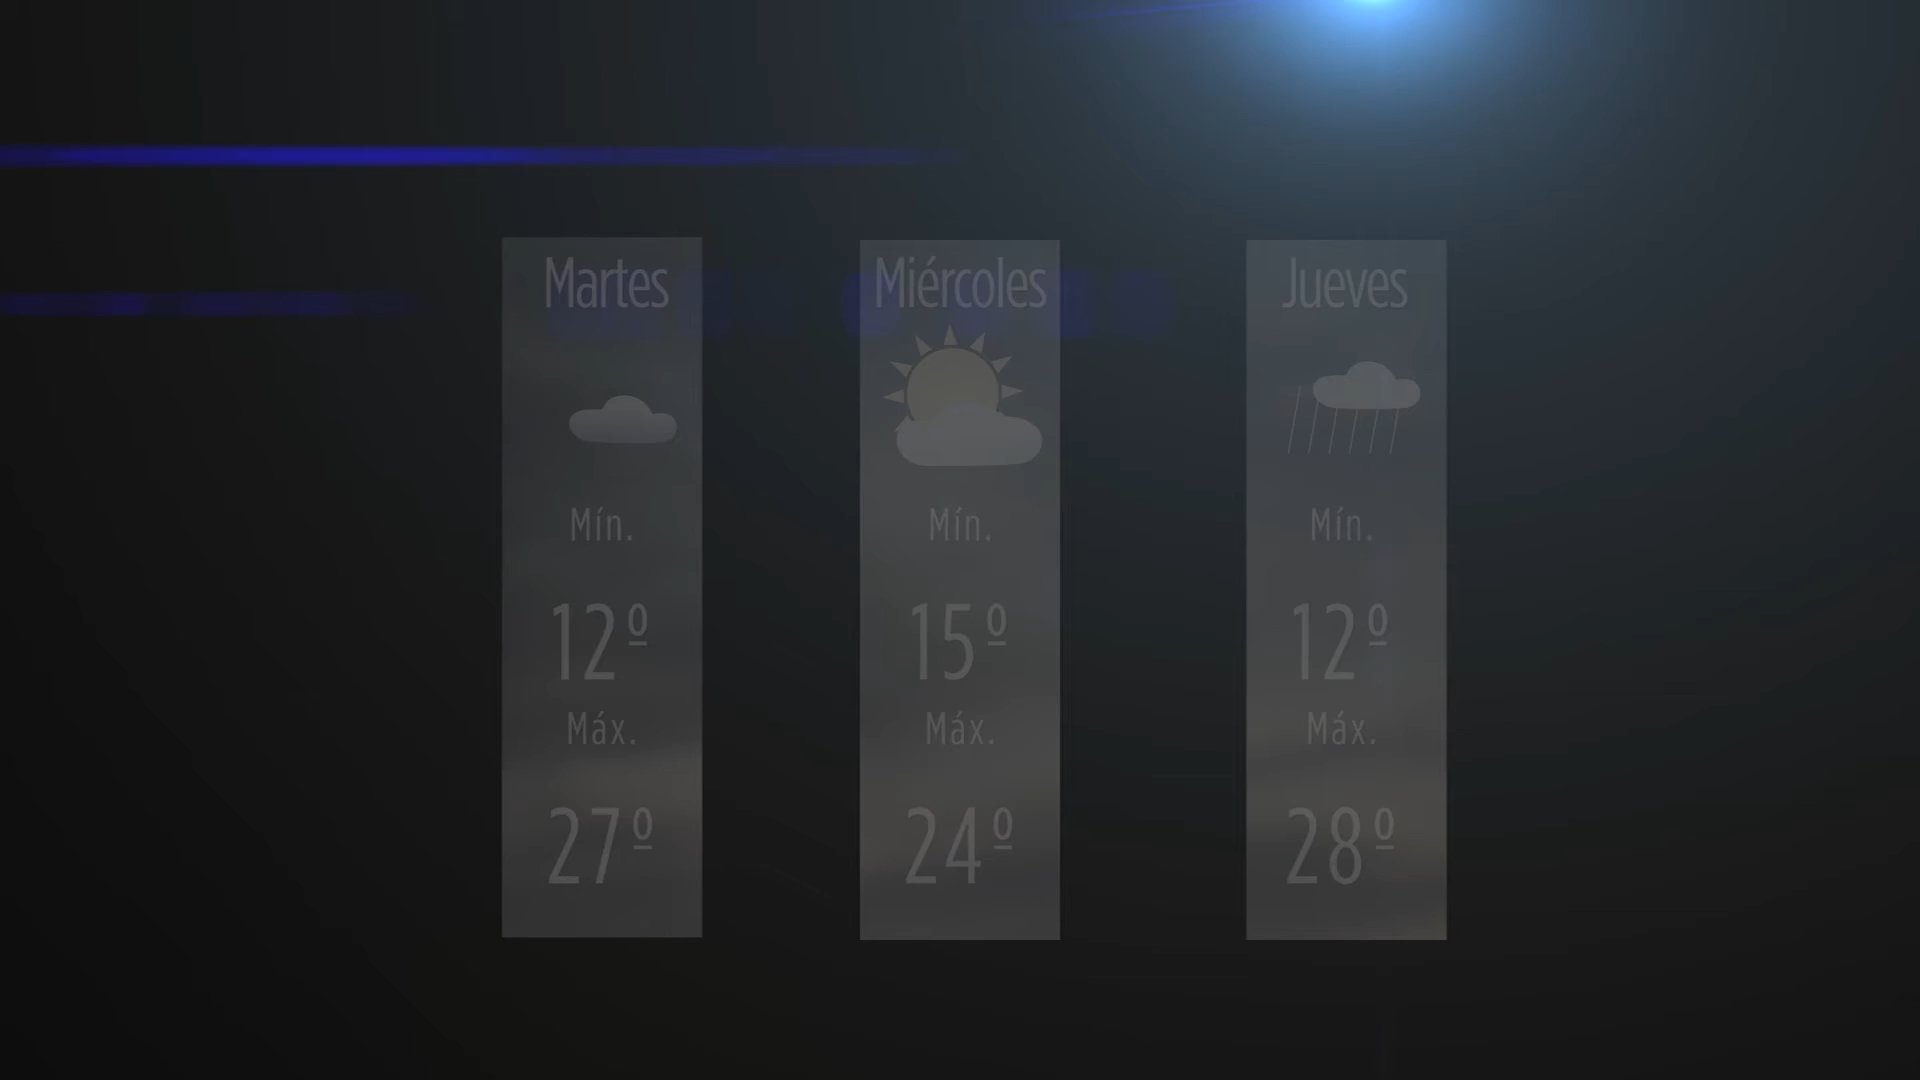 Martes
Mín.
12º
Máx.
27º
Miércoles
Mín.
15º
Máx.
24º
Jueves
Mín.
12º
Máx.
28º